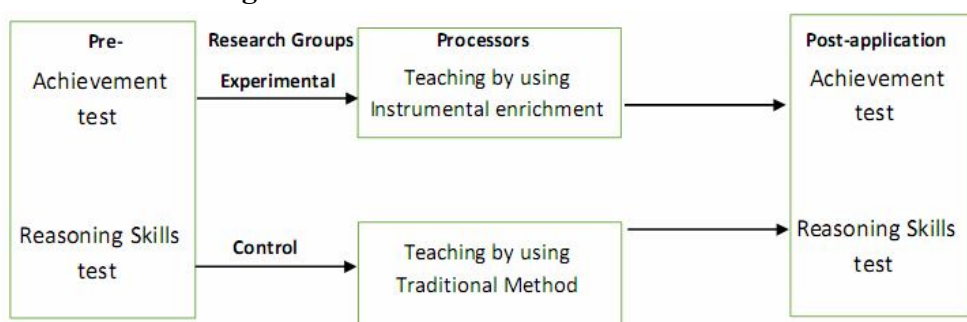 Pre-
Achievement
test
Reasoning Skills
test
Research Groups
Experimental
Control
Processors
Teaching by using
Instrumental enrichment
Teaching by using
Traditional Method
Post-application
Achievement
test
Reasoning Skills
test